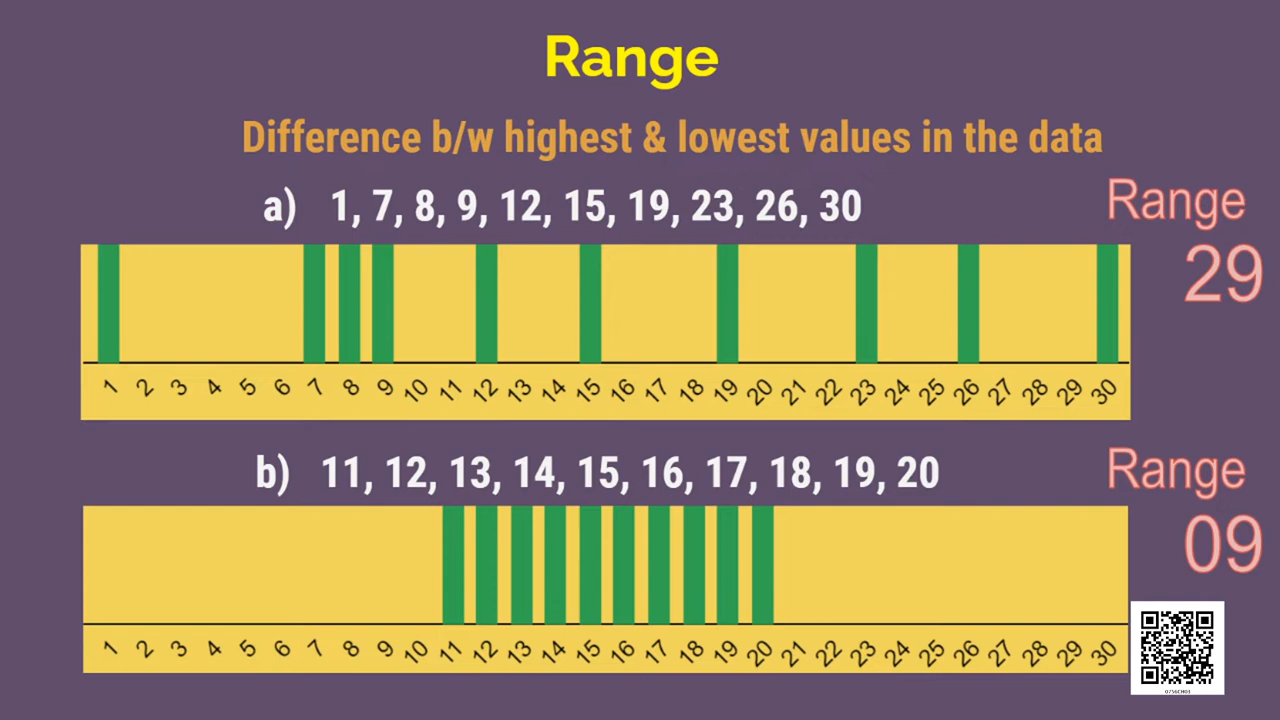 Range
Difference b/w highest & lowest values in the data
a) 1, 7, 8, 9, 12, 15, 19, 23, 26, 30
Range
29
1 2 3 4 5 6 7 8 9 10 11 12 13 14 15 16 17 18 19 20 21 22 23 24 25 26 27 28 29 30
b) 11, 12, 13, 14, 15, 16, 17, 18, 19, 20
Range
09
1 2 3 4 5 6 7 8 9 10 11 12 13 14 15 16 17 18 19 20 21 22 23 24 25 26 27 28 29 30